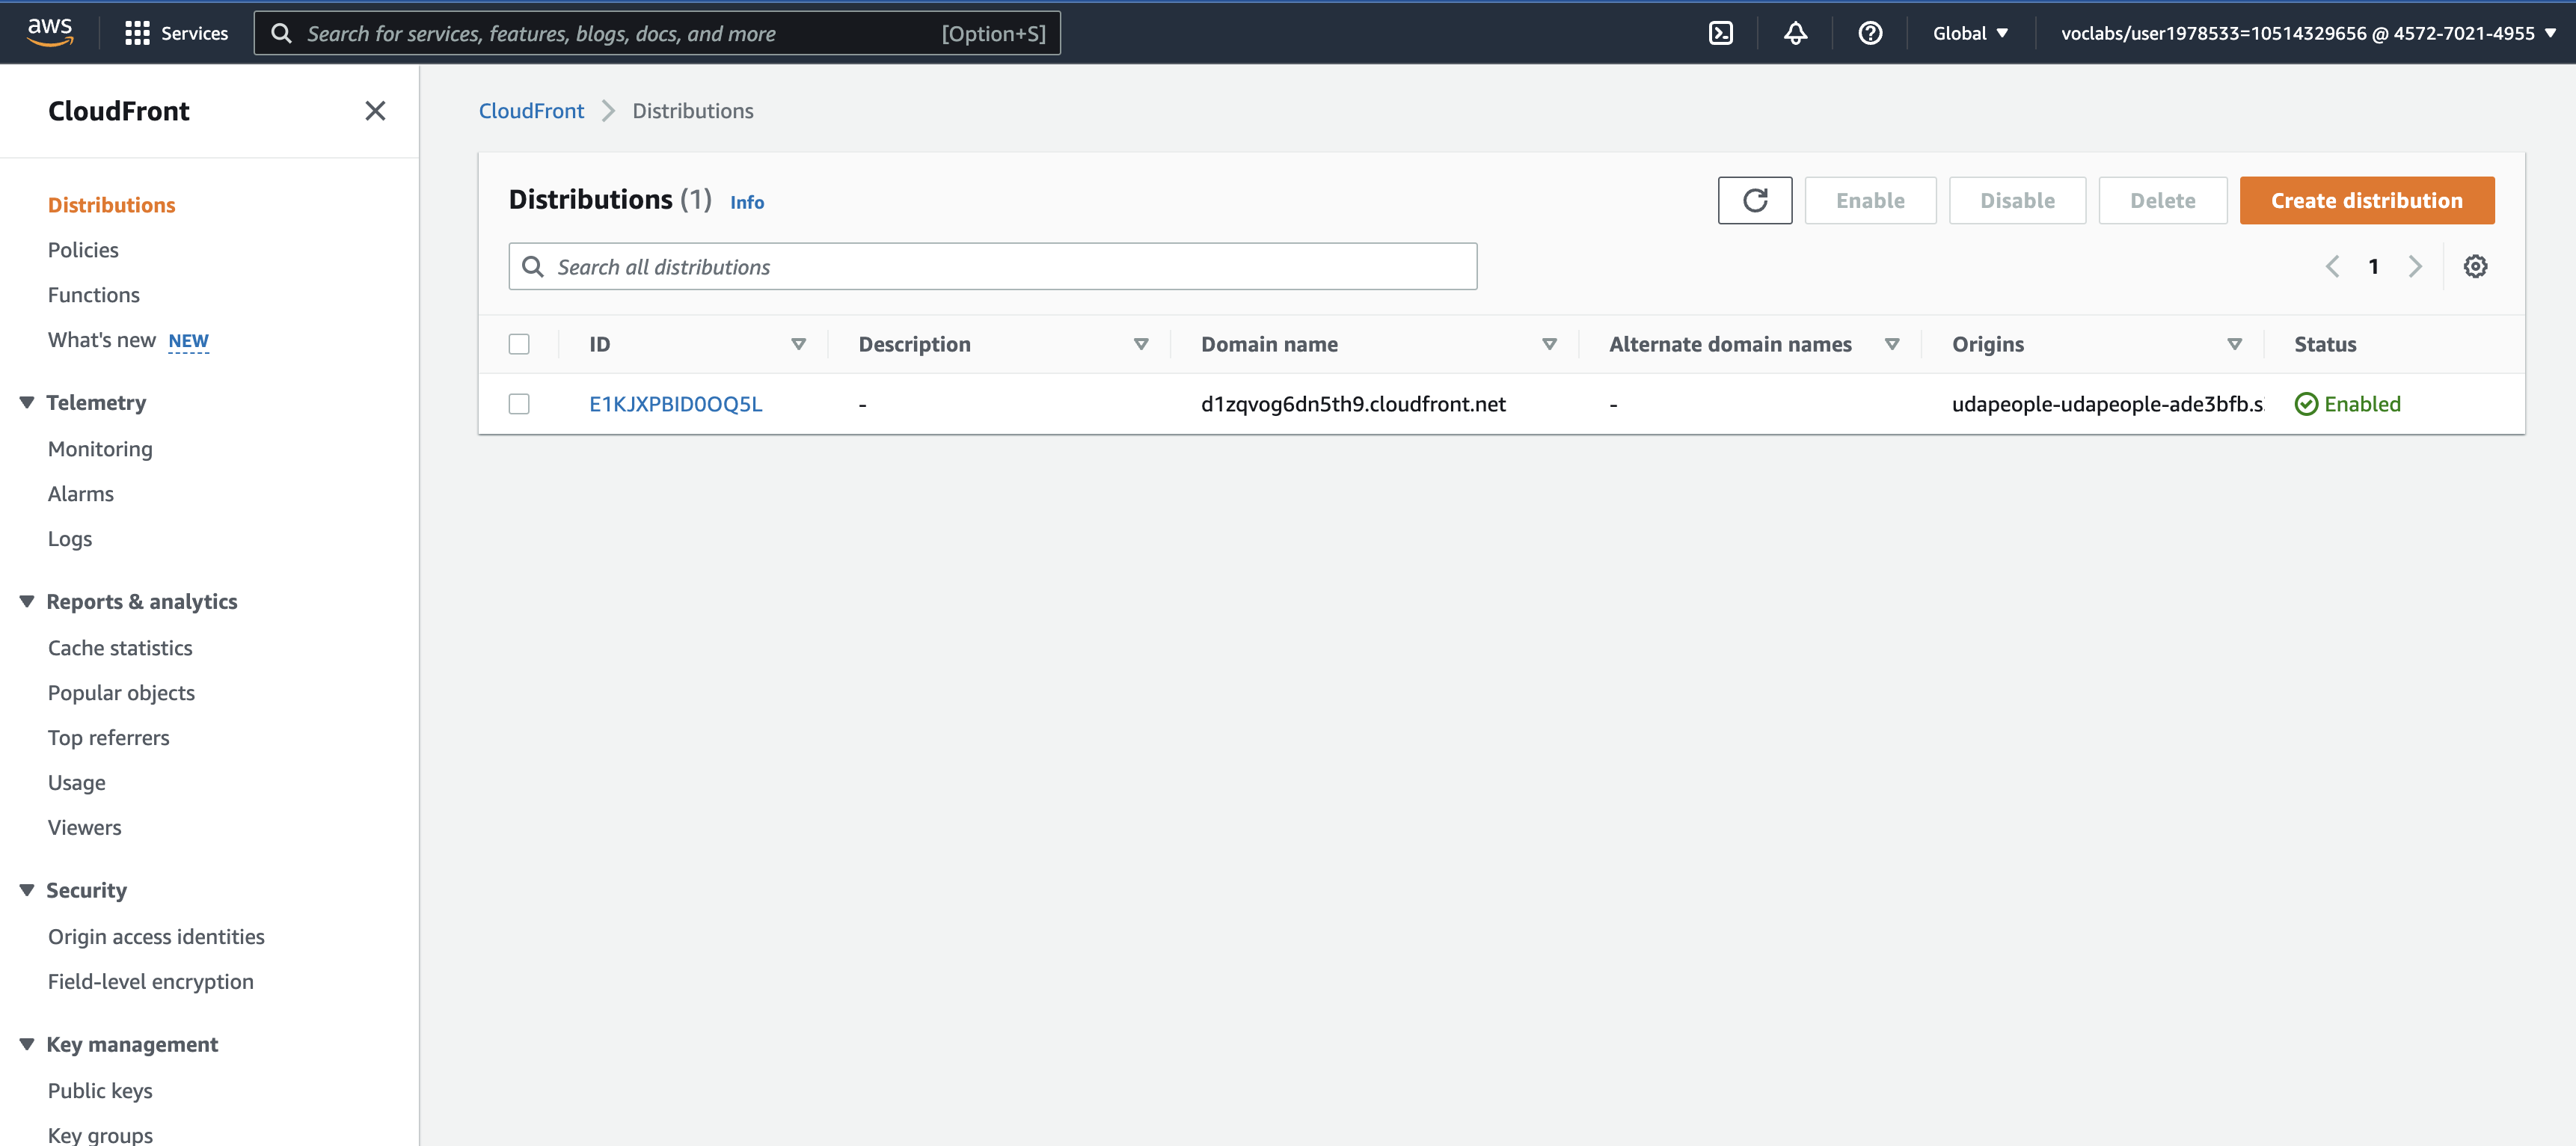 aws
Services
Search for services, features, blogs, docs, and more [Option+S]
Global
voclabs/user1978533=10514329656 @ 4572-7021-4955
CloudFront
Distributions
Policies
Functions
What's new NEW
Telemetry
Monitoring
Alarms
Logs
Reports & analytics
Cache statistics
Popular objects
Top referrers
Usage
Viewers
Security
Origin access identities
Field-level encryption
Key management
Public keys
Key groups
CloudFront Distributions
Distributions (1) Info
Enable Disable Delete Create distribution
Search all distributions
1
ID Description Domain name Alternate domain names Origins Status
E1KJXPBID0OQ5L - d1zqvog6dn5th9.cloudfront.net - udapeople-udapeople-ade3bfb.s Enabled